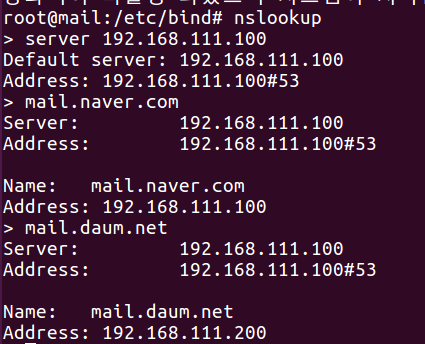 root@mail:/etc/bind# nslookup
> server 192.168.111.100
Default server: 192.168.111.100
Address: 192.168.111.100#53
> mail.naver.com
Server:		192.168.111.100
Address:	192.168.111.100#53

Name:	mail.naver.com
Address: 192.168.111.100
> mail.daum.net
Server:		192.168.111.100
Address:	192.168.111.100#53

Name:	mail.daum.net
Address: 192.168.111.200